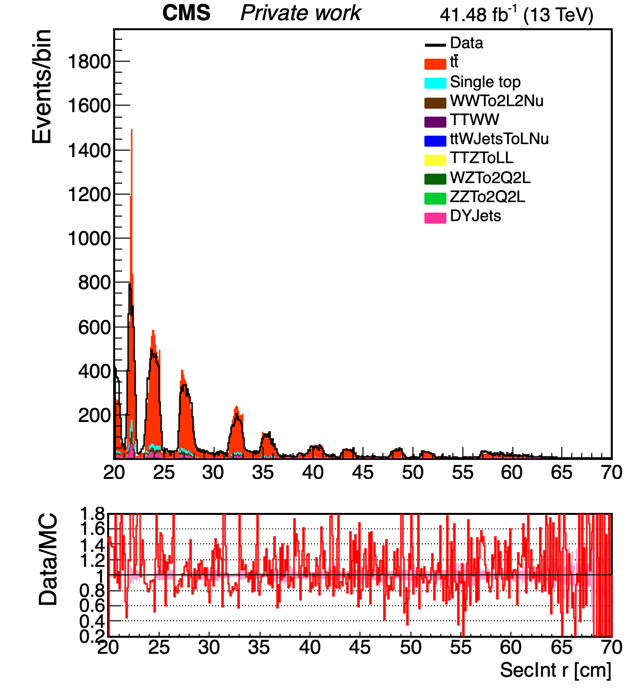 CMS Private work 41.48 fb⁻¹ (13 TeV)
Events/bin
1800
1600
1400
1200
1000
800
600
400
200
20 25 30 35 40 45 50 55 60 65 70
Data
tt̄
Single top
WWTo2L2Nu
TTWW
ttWJetsToLNu
TTZToLL
WZTo2Q2L
ZZTo2Q2L
DYJets
Data/MC
1.8
1.6
1.4
1.2
1
0.8
0.6
0.4
0.2
20 25 30 35 40 45 50 55 60 65 70
SecInt r [cm]